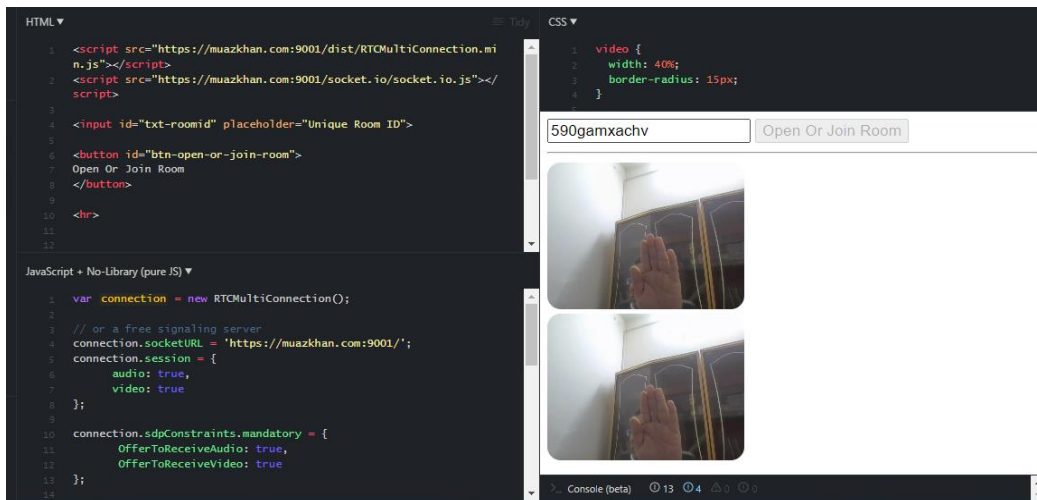 HTML ▼
Tidy
1 <script src="https://muazkhan.com:9001/dist/RTCMultiConnection.mi
n.js"></script>
2 <script src="https://muazkhan.com:9001/socket.io/socket.io.js"></
script>
3
4 <input id="txt-roomid" placeholder="Unique Room ID">
5
6 <button id="btn-open-or-join-room">
7 Open Or Join Room
8 </button>
9
10 <hr>
11
12
JavaScript + No-Library (pure JS) ▼
1 var connection = new RTCMultiConnection();
2
3 // or a free signaling server
4 connection.socketURL = 'https://muazkhan.com:9001/';
5 connection.session = {
6 audio: true,
7 video: true
8 };
9
10 connection.sdpConstraints.mandatory = {
11 OfferToReceiveAudio: true,
12 OfferToReceiveVideo: true
13 };
14
CSS ▼
1 video {
2 width: 40%;
3 border-radius: 15px;
4 }
5
590gamxachv Open Or Join Room
>_ Console (beta) 13 4 0 0